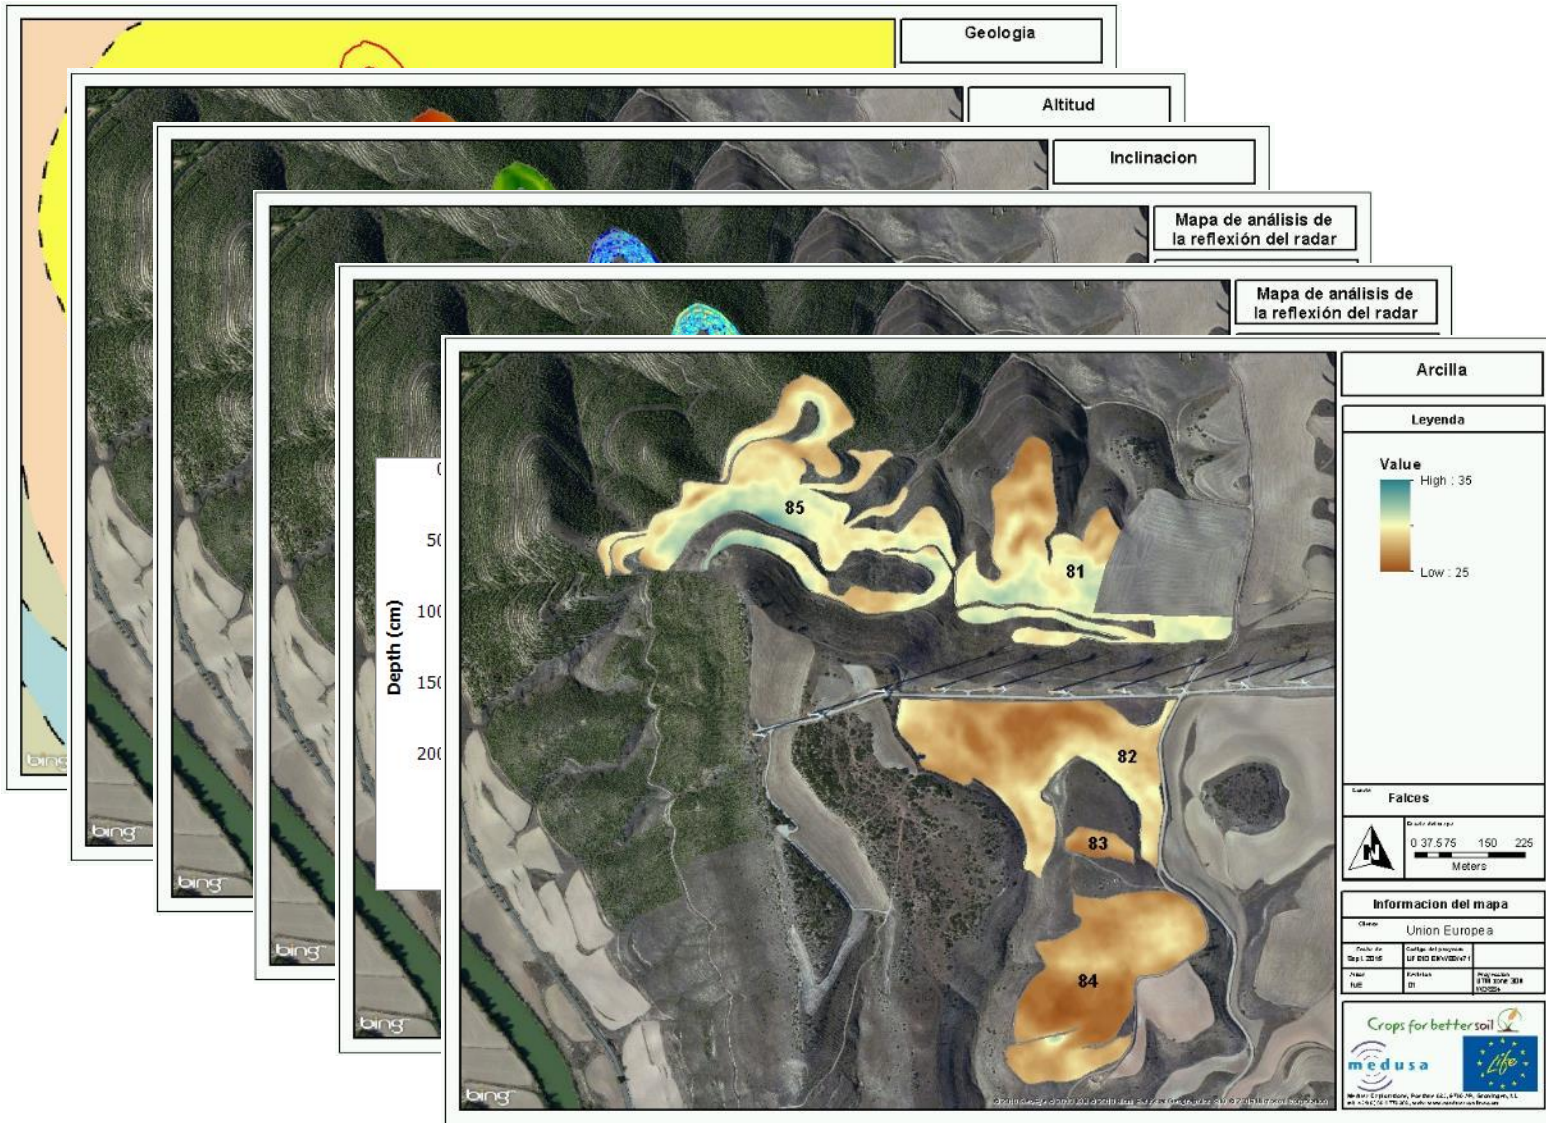 Geologia
Altitud
Inclinacion
Mapa de análisis de
la reflexión del radar
Mapa de análisis de
la reflexión del radar
Arcilla
Leyenda
Value
High : 35
Low : 25
85
81
82
83
84
Depth (cm)
50
100
150
200
Falces
N
0 37.5 75 150 225
Meters
Informacion del mapa
Union Europea
Crops for better soil
medusa
Life
bing
bing
bing
bing
bing
bing